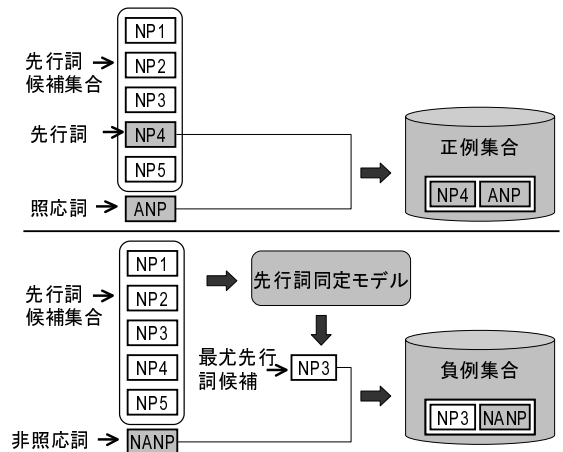 NP1
先行詞
候補集合
NP2
NP3
先行詞
NP4
NP5
照応詞
ANP
正例集合
NP4 ANP
NP1
先行詞
候補集合
NP2
NP3
NP4
NP5
非照応詞
NANP
先行詞同定モデル
最尤先行
詞候補
NP3
負例集合
NP3 NANP